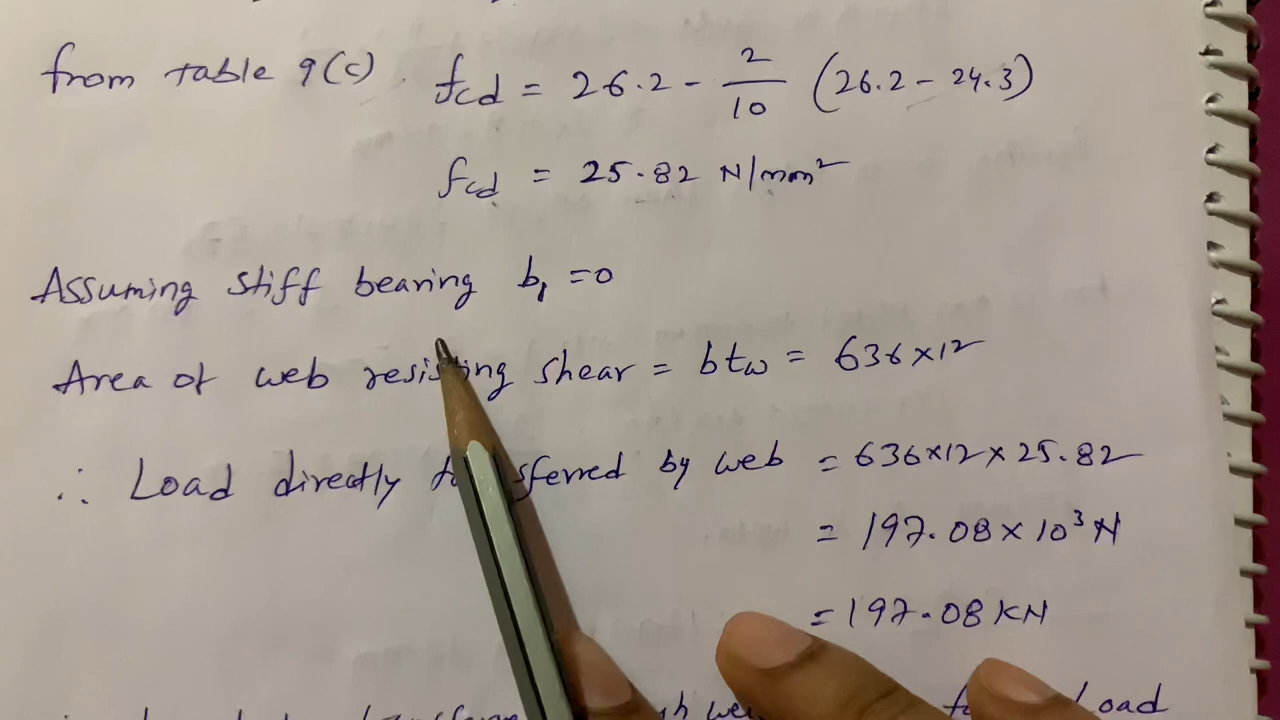 from table 9(c) fcd = 26.2 - 2/10 (26.2 - 24.3)
fcd = 25.82 N/mm²
Assuming stiff bearing b₁ = 0
Area of web resisting shear = btw = 636×12
∴ Load directly by web = 636×12×25.82
= 197.08×10³ N
= 197.08 KN
Load